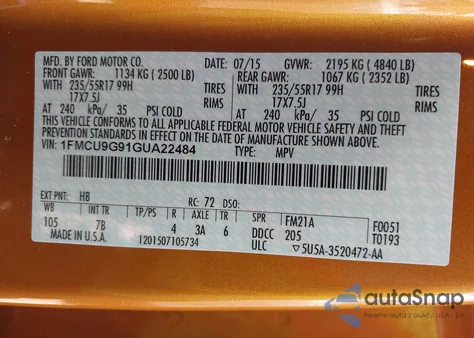 MFD. BY FORD MOTOR CO. 07/15 GVWR: 2195 KG ( 4840 LB)
FRONT GAWR: 1134 KG ( 2500 LB) REAR GAWR: 1067 KG ( 2352 LB)
WITH 235/55R17 99H TIRES WITH 235/55R17 99H TIRES
17X7.5J RIMS 17X7.5J RIMS
AT 240 kPa/ 35 PSI COLD AT 240 kPa/ 35 PSI COLD
THIS VEHICLE CONFORMS TO ALL APPLICABLE FEDERAL MOTOR VEHICLE SAFETY AND
THEFT PREVENTION STANDARDS IN EFFECT ON THE DATE OF MANUFACTURE SHOWN ABOVE.
VIN: 1FMCU9G91GUA22484 TYPE: MPV
EXT PNT: HB RC: 72 DSO:
WB INT TR TP/PS R AXLE TR SPR FM21A F0051
105 7B 4 3A 6 DDCC 205 T0193
MADE IN U.S.A. 1201507105734 ULC ▽5U5A-3520472-AA
autoSnap
Pewne auto z aukcji USA